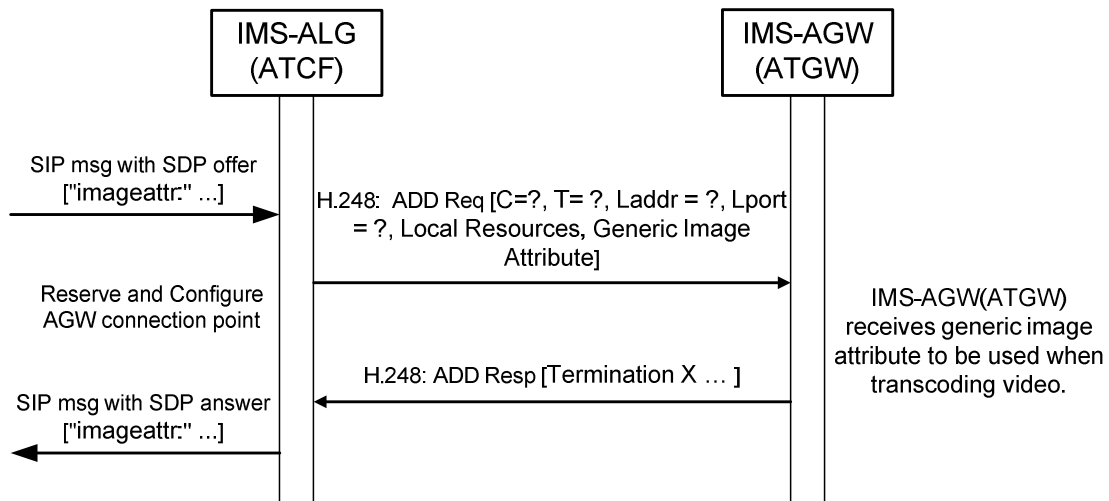 IMS-ALG
(ATCF)
IMS-AGW
(ATGW)
SIP msg with SDP offer
["imageattr:" ...]
H.248: ADD Req [C=?, T= ?, Laddr = ?, Lport
= ?, Local Resources, Generic Image
Attribute]
Reserve and Configure
AGW connection point
IMS-AGW(ATGW)
receives generic image
attribute to be used when
transcoding video.
H.248: ADD Resp [Termination X … ]
SIP msg with SDP answer
["imageattr:" ...]